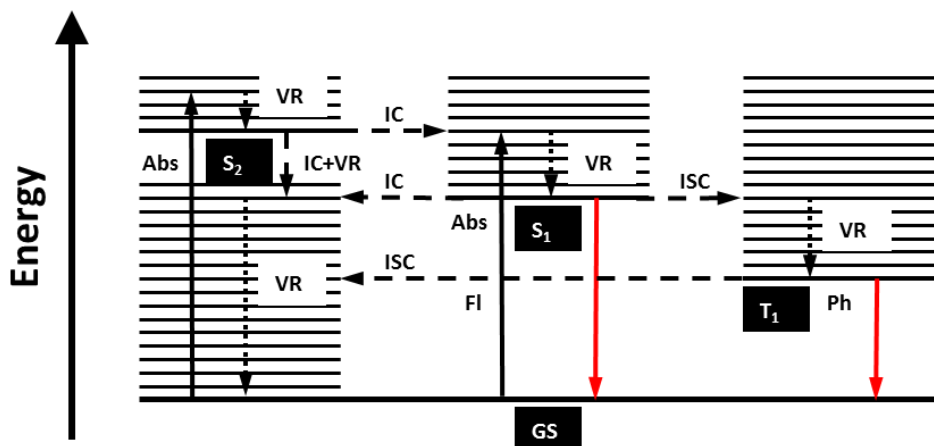 Energy
VR
IC
Abs
S2
IC+VR
VR
IC
Abs
S1
ISC
VR
ISC
VR
Fl
T1
Ph
GS